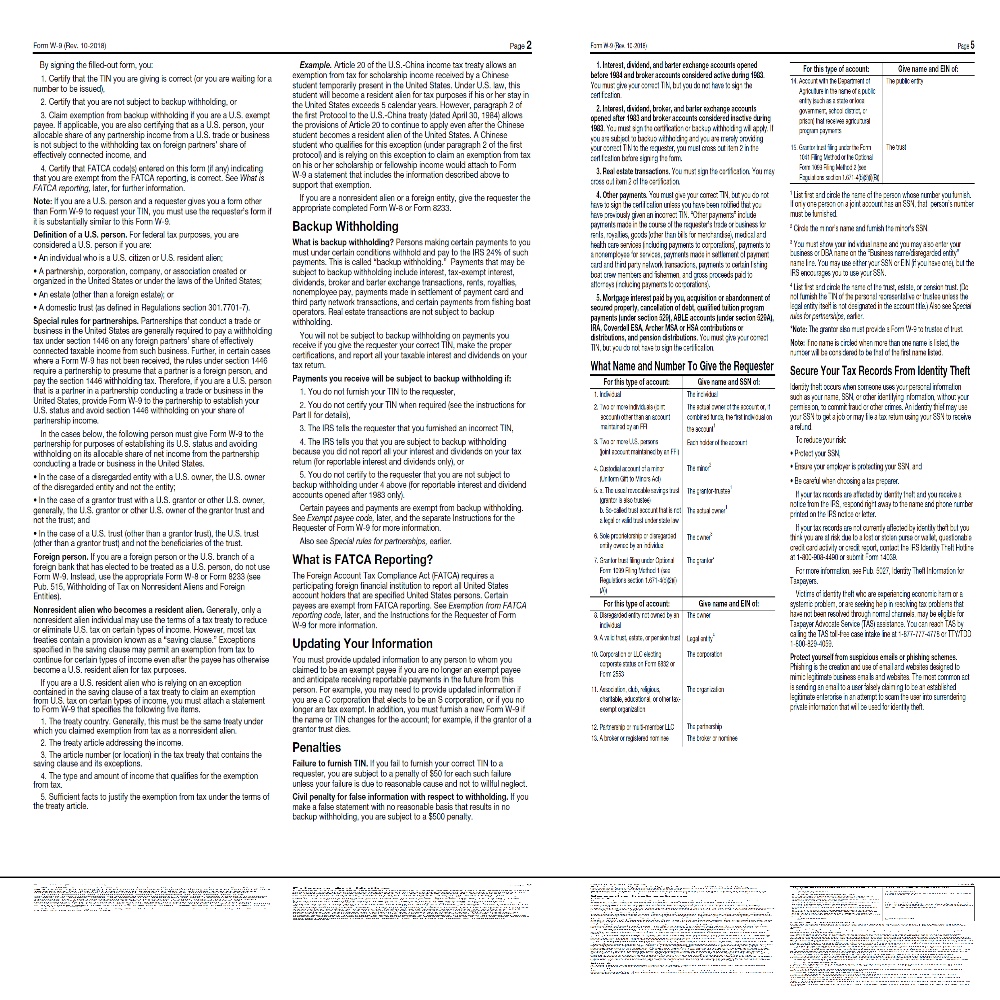 Form W-9 (Rev. 10-2018)
Page 2
By signing the filled-out form, you:
1. Certify that the TIN you are giving is correct (or you are waiting for a
number to be issued),
2. Certify that you are not subject to backup withholding, or
3. Claim exemption from backup withholding if you are a U.S. exempt
payee. If applicable, you are also certifying that as a U.S. person, your
allocable share of any partnership income from a U.S. trade or business
is not subject to the withholding tax on foreign partners' share of
effectively connected income, and
4. Certify that FATCA code(s) entered on this form (if any) indicating
that you are exempt from the FATCA reporting, is correct. See What is
FATCA reporting, later, for further information.
Note: If you are a U.S. person and a requester gives you a form other
than Form W-9 to request your TIN, you must use the requester's form if
it is substantially similar to this Form W-9.
Definition of a U.S. person. For federal tax purposes, you are
considered a U.S. person if you are:
• An individual who is a U.S. citizen or U.S. resident alien;
• A partnership, corporation, company, or association created or
organized in the United States or under the laws of the United States;
• An estate (other than a foreign estate); or
• A domestic trust (as defined in Regulations section 301.7701-7).
Special rules for partnerships. Partnerships that conduct a trade or
business in the United States are generally required to pay a withholding
tax under section 1446 on any foreign partners' share of effectively
connected taxable income from such business. Further, in certain cases
where a Form W-9 has not been received, the rules under section 1446
require a partnership to presume that a partner is a foreign person, and
pay the section 1446 withholding tax. Therefore, if you are a U.S. person
that is a partner in a partnership conducting a trade or business in the
United States, provide Form W-9 to the partnership to establish your
U.S. status and avoid section 1446 withholding on your share of
partnership income.
In the cases below, the following person must give Form W-9 to the
partnership for purposes of establishing its U.S. status and avoiding
withholding on its allocable share of net income from the partnership
conducting a trade or business in the United States.
• In the case of a disregarded entity with a U.S. owner, the U.S. owner
of the disregarded entity and not the entity;
• In the case of a grantor trust with a U.S. grantor or other U.S. owner,
generally, the U.S. grantor or other U.S. owner of the grantor trust and
not the trust; and
• In the case of a U.S. trust (other than a grantor trust), the U.S. trust
(other than a grantor trust) and not the beneficiaries of the trust.
Foreign person. If you are a foreign person or the U.S. branch of a
foreign bank that has elected to be treated as a U.S. person, do not use
Form W-9. Instead, use the appropriate Form W-8 or Form 8233 (see
Pub. 515, Withholding of Tax on Nonresident Aliens and Foreign
Entities).
Nonresident alien who becomes a resident alien. Generally, only a
nonresident alien individual may use the terms of a tax treaty to reduce
or eliminate U.S. tax on certain types of income. However, most tax
treaties contain a provision known as a "saving clause." Exceptions
specified in the saving clause may permit an exemption from tax to
continue for certain types of income even after the payee has otherwise
become a U.S. resident alien for tax purposes.
If you are a U.S. resident alien who is relying on an exception
contained in the saving clause of a tax treaty to claim an exemption
from U.S. tax on certain types of income, you must attach a statement
to Form W-9 that specifies the following five items.
1. The treaty country. Generally, this must be the same treaty under
which you claimed exemption from tax as a nonresident alien.
2. The treaty article addressing the income.
3. The article number (or location) in the tax treaty that contains the
saving clause and its exceptions.
4. The type and amount of income that qualifies for the exemption
from tax.
5. Sufficient facts to justify the exemption from tax under the terms of
the treaty article.
Example. Article 20 of the U.S.-China income tax treaty allows an
exemption from tax for scholarship income received by a Chinese
student temporarily present in the United States. Under U.S. law, this
student will become a resident alien for tax purposes if his or her stay in
the United States exceeds 5 calendar years. However, paragraph 2 of
the first Protocol to the U.S.-China treaty (dated April 30, 1984) allows
the provisions of Article 20 to continue to apply even after the Chinese
student becomes a resident alien of the United States. A Chinese
student who qualifies for this exception (under paragraph 2 of the first
protocol) and is relying on this exception to claim an exemption from tax
on his or her scholarship or fellowship income would attach to Form
W-9 a statement that includes the information described above to
support that exemption.
If you are a nonresident alien or a foreign entity, give the requester the
appropriate completed Form W-8 or Form 8233.
Backup Withholding
What is backup withholding? Persons making certain payments to you
must under certain conditions withhold and pay to the IRS 24% of such
payments. This is called "backup withholding." Payments that may be
subject to backup withholding include interest, tax-exempt interest,
dividends, broker and barter exchange transactions, rents, royalties,
nonemployee pay, payments made in settlement of payment card and
third party network transactions, and certain payments from fishing boat
operators. Real estate transactions are not subject to backup
withholding.
You will not be subject to backup withholding on payments you
receive if you give the requester your correct TIN, make the proper
certifications, and report all your taxable interest and dividends on your
tax return.
Payments you receive will be subject to backup withholding if:
1. You do not furnish your TIN to the requester,
2. You do not certify your TIN when required (see the instructions for
Part II for details),
3. The IRS tells the requester that you furnished an incorrect TIN,
4. The IRS tells you that you are subject to backup withholding
because you did not report all your interest and dividends on your tax
return (for reportable interest and dividends only), or
5. You do not certify to the requester that you are not subject to
backup withholding under 4 above (for reportable interest and dividend
accounts opened after 1983 only).
Certain payees and payments are exempt from backup withholding.
See Exempt payee code, later, and the separate Instructions for the
Requester of Form W-9 for more information.
Also see Special rules for partnerships, earlier.
What is FATCA Reporting?
The Foreign Account Tax Compliance Act (FATCA) requires a
participating foreign financial institution to report all United States
account holders that are specified United States persons. Certain
payees are exempt from FATCA reporting. See Exemption from FATCA
reporting code, later, and the Instructions for the Requester of Form
W-9 for more information.
Updating Your Information
You must provide updated information to any person to whom you
claimed to be an exempt payee if you are no longer an exempt payee
and anticipate receiving reportable payments in the future from this
person. For example, you may need to provide updated information if
you are a C corporation that elects to be an S corporation, or if you no
longer are tax exempt. In addition, you must furnish a new Form W-9 if
the name or TIN changes for the account; for example, if the grantor of a
grantor trust dies.
Penalties
Failure to furnish TIN. If you fail to furnish your correct TIN to a
requester, you are subject to a penalty of $50 for each such failure
unless your failure is due to reasonable cause and not to willful neglect.
Civil penalty for false information with respect to withholding. If you
make a false statement with no reasonable basis that results in no
backup withholding, you are subject to a $500 penalty.
Form W-9 (Rev. 10-2018)
Page 5
1. Interest, dividend, and barter exchange accounts opened
before 1984 and broker accounts considered active during 1983.
You must give your correct TIN, but you do not have to sign the
certification.
2. Interest, dividend, broker, and barter exchange accounts
opened after 1983 and broker accounts considered inactive during
1983. You must sign the certification or backup withholding will apply. If
you are subject to backup withholding and you are merely providing
your correct TIN to the requester, you must cross out item 2 in the
certification before signing the form.
3. Real estate transactions. You must sign the certification. You may
cross out item 2 of the certification.
4. Other payments. You must give your correct TIN, but you do not
have to sign the certification unless you have been notified that you
have previously given an incorrect TIN. "Other payments" include
payments made in the course of the requester's trade or business for
rents, royalties, goods (other than bills for merchandise), medical and
health care services (including payments to corporations), payments to
a nonemployee for services, payments made in settlement of payment
card and third party network transactions, payments to certain fishing
boat crew members and fishermen, and gross proceeds paid to
attorneys (including payments to corporations).
5. Mortgage interest paid by you, acquisition or abandonment of
secured property, cancellation of debt, qualified tuition program
payments (under section 529), ABLE accounts (under section 529A),
IRA, Coverdell ESA, Archer MSA or HSA contributions or
distributions, and pension distributions. You must give your correct
TIN, but you do not have to sign the certification.
What Name and Number To Give the Requester
For this type of account: Give name and SSN of:
1. Individual The individual
2. Two or more individuals (joint The actual owner of the account or, if
account) other than an account combined funds, the first individual on
maintained by an FFI the account1
3. Two or more U.S. persons Each holder of the account
(joint account maintained by an FFI)
4. Custodial account of a minor The minor2
(Uniform Gift to Minors Act)
5. a. The usual revocable savings trust The grantor-trustee1
(grantor is also trustee)
b. So-called trust account that is not The actual owner1
a legal or valid trust under state law
6. Sole proprietorship or disregarded The owner3
entity owned by an individual
7. Grantor trust filing under Optional The grantor*
Form 1099 Filing Method 1 (see
Regulations section 1.671-4(b)(2)(i)
(A))
For this type of account: Give name and EIN of:
8. Disregarded entity not owned by an The owner
individual
9. A valid trust, estate, or pension trust Legal entity4
10. Corporation or LLC electing The corporation
corporate status on Form 8832 or
Form 2553
11. Association, club, religious, The organization
charitable, educational, or other tax-
exempt organization
12. Partnership or multi-member LLC The partnership
13. A broker or registered nominee The broker or nominee
For this type of account: Give name and EIN of:
14. Account with the Department of The public entity
Agriculture in the name of a public
entity (such as a state or local
government, school district, or
prison) that receives agricultural
program payments
15. Grantor trust filing under the Form The trust
1041 Filing Method or the Optional
Form 1099 Filing Method 2 (see
Regulations section 1.671-4(b)(2)(i)(B))
1 List first and circle the name of the person whose number you furnish.
If only one person on a joint account has an SSN, that person's number
must be furnished.
2 Circle the minor's name and furnish the minor's SSN.
3 You must show your individual name and you may also enter your
business or DBA name on the "Business name/disregarded entity"
name line. You may use either your SSN or EIN (if you have one), but the
IRS encourages you to use your SSN.
4 List first and circle the name of the trust, estate, or pension trust. (Do
not furnish the TIN of the personal representative or trustee unless the
legal entity itself is not designated in the account title.) Also see Special
rules for partnerships, earlier.
*Note: The grantor also must provide a Form W-9 to trustee of trust.
Note: If no name is circled when more than one name is listed, the
number will be considered to be that of the first name listed.
Secure Your Tax Records From Identity Theft
Identity theft occurs when someone uses your personal information
such as your name, SSN, or other identifying information, without your
permission, to commit fraud or other crimes. An identity thief may use
your SSN to get a job or may file a tax return using your SSN to receive
a refund.
To reduce your risk:
• Protect your SSN,
• Ensure your employer is protecting your SSN, and
• Be careful when choosing a tax preparer.
If your tax records are affected by identity theft and you receive a
notice from the IRS, respond right away to the name and phone number
printed on the IRS notice or letter.
If your tax records are not currently affected by identity theft but you
think you are at risk due to a lost or stolen purse or wallet, questionable
credit card activity or credit report, contact the IRS Identity Theft Hotline
at 1-800-908-4490 or submit Form 14039.
For more information, see Pub. 5027, Identity Theft Information for
Taxpayers.
Victims of identity theft who are experiencing economic harm or a
systemic problem, or are seeking help in resolving tax problems that
have not been resolved through normal channels, may be eligible for
Taxpayer Advocate Service (TAS) assistance. You can reach TAS by
calling the TAS toll-free case intake line at 1-877-777-4778 or TTY/TDD
1-800-829-4059.
Protect yourself from suspicious emails or phishing schemes.
Phishing is the creation and use of email and websites designed to
mimic legitimate business emails and websites. The most common act
is sending an email to a user falsely claiming to be an established
legitimate enterprise in an attempt to scam the user into surrendering
private information that will be used for identity theft.